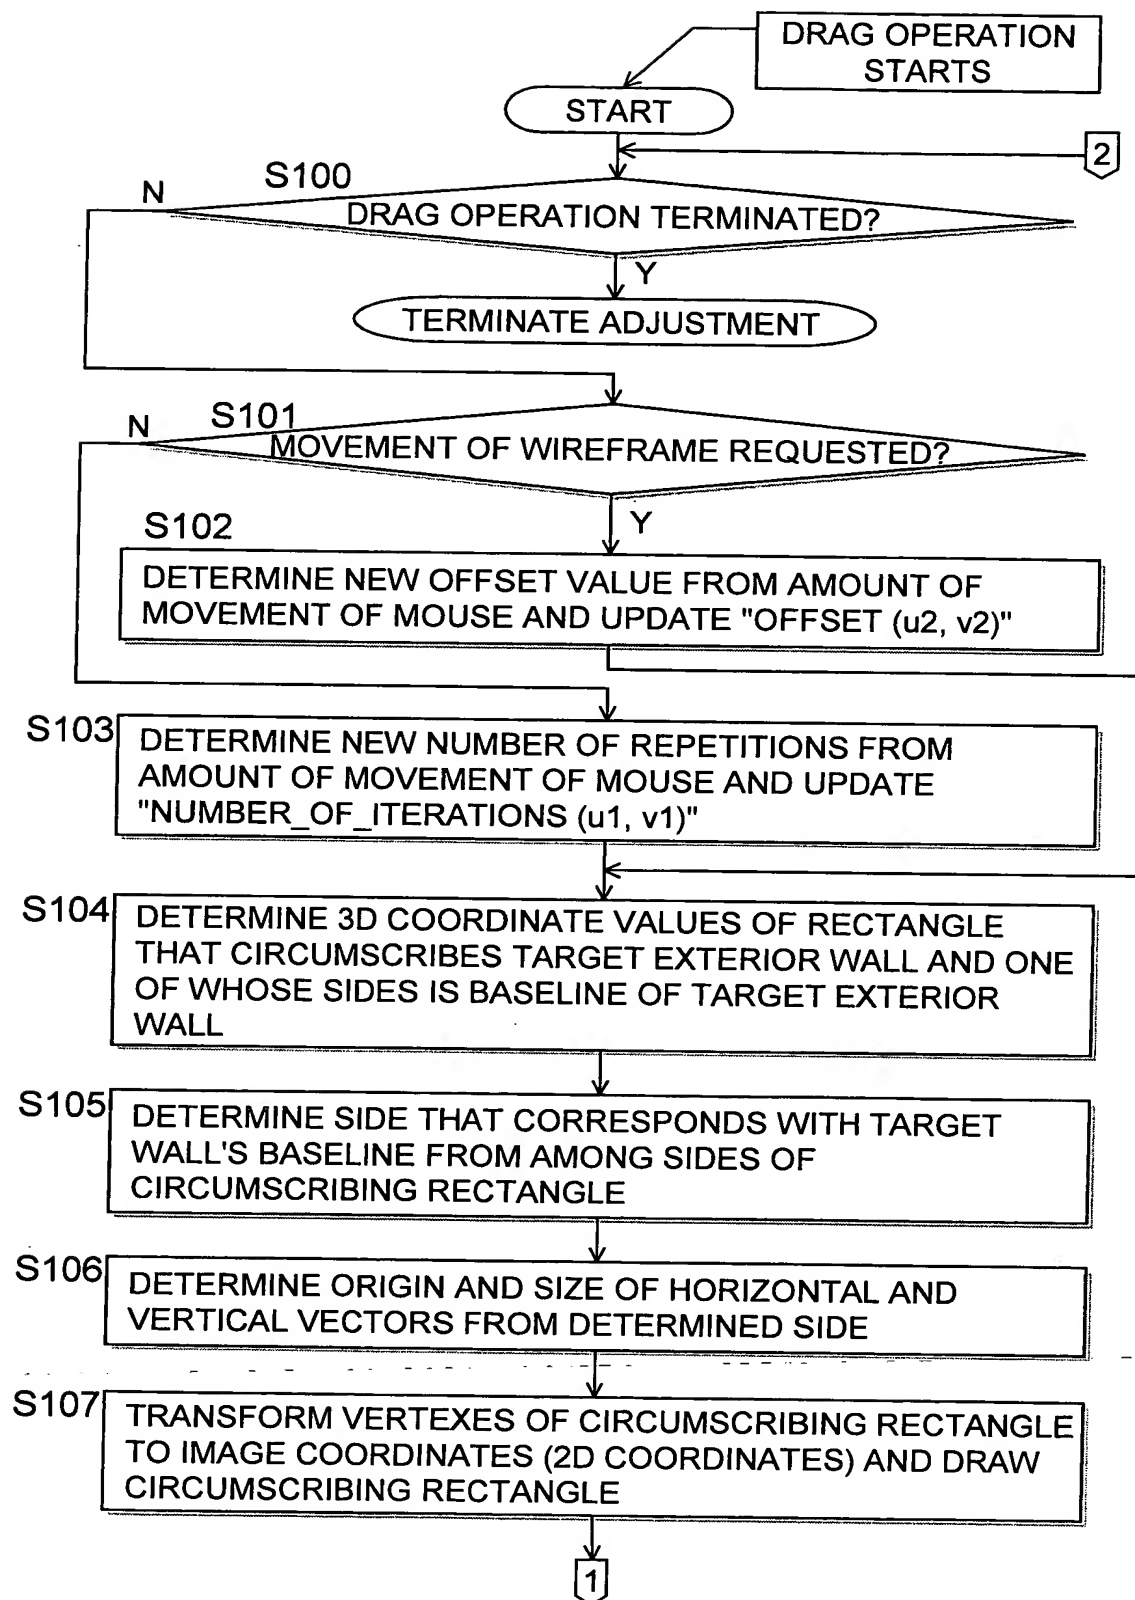 DRAG OPERATION
STARTS
START
2
S100
N
DRAG OPERATION TERMINATED?
Y
TERMINATE ADJUSTMENT
S101
N
MOVEMENT OF WIREFRAME REQUESTED?
Y
S102
DETERMINE NEW OFFSET VALUE FROM AMOUNT OF
MOVEMENT OF MOUSE AND UPDATE "OFFSET (u2, v2)"
S103
DETERMINE NEW NUMBER OF REPETITIONS FROM
AMOUNT OF MOVEMENT OF MOUSE AND UPDATE
"NUMBER_OF_ITERATIONS (u1, v1)"
S104
DETERMINE 3D COORDINATE VALUES OF RECTANGLE
THAT CIRCUMSCRIBES TARGET EXTERIOR WALL AND ONE
OF WHOSE SIDES IS BASELINE OF TARGET EXTERIOR
WALL
S105
DETERMINE SIDE THAT CORRESPONDS WITH TARGET
WALL'S BASELINE FROM AMONG SIDES OF
CIRCUMSCRIBING RECTANGLE
S106
DETERMINE ORIGIN AND SIZE OF HORIZONTAL AND
VERTICAL VECTORS FROM DETERMINED SIDE
S107
TRANSFORM VERTEXES OF CIRCUMSCRIBING RECTANGLE
TO IMAGE COORDINATES (2D COORDINATES) AND DRAW
CIRCUMSCRIBING RECTANGLE
1